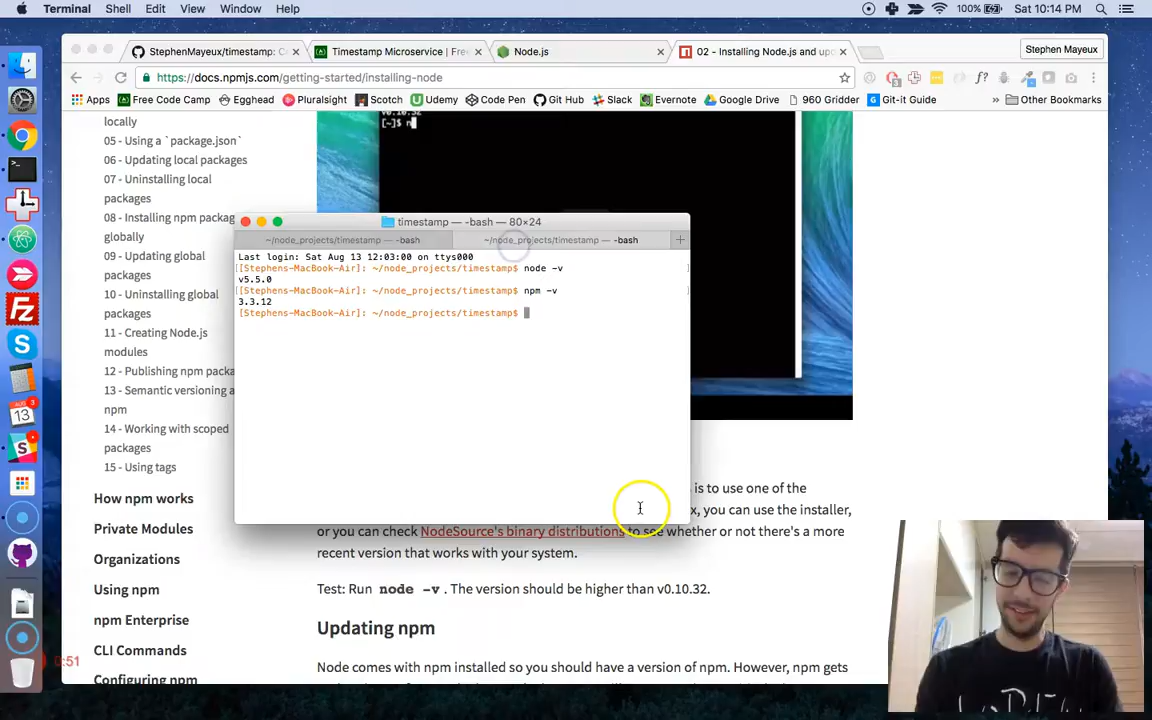 Terminal Shell Edit View Window Help 100% Sat 10:14 PM
StephenMayeux/timestamp: C Timestamp Microservice | Fre Node.js 02 - Installing Node.js and up Stephen Mayeux
https://docs.npmjs.com/getting-started/installing-node
Apps Free Code Camp Egghead Pluralsight Scotch Udemy Code Pen Git Hub Slack Evernote Google Drive 960 Gridder Git-it Guide » Other Bookmarks
locally
05 - Using a `package.json`
06 - Updating local packages
07 - Uninstalling local
packages
08 - Installing npm packag
globally
09 - Updating global
packages
10 - Uninstalling global
packages
11 - Creating Node.js
modules
12 - Publishing npm packa
13 - Semantic versioning a
npm
14 - Working with scoped
packages
15 - Using tags
How npm works
Private Modules
Organizations
Using npm
npm Enterprise
CLI Commands
Configuring npm
[~]$ n
timestamp — -bash — 80×24
~/node_projects/timestamp — -bash ~/node_projects/timestamp — -bash
Last login: Sat Aug 13 12:03:00 on ttys000
[[Stephens-MacBook-Air]: ~/node_projects/timestamp$ node -v ]
v5.5.0
[[Stephens-MacBook-Air]: ~/node_projects/timestamp$ npm -v ]
3.3.12
[Stephens-MacBook-Air]: ~/node_projects/timestamp$
is to use one of the
x, you can use the installer,
or you can check NodeSource's binary distributions to see whether or not there's a more
recent version that works with your system.
Test: Run node -v . The version should be higher than v0.10.32.
Updating npm
Node comes with npm installed so you should have a version of npm. However, npm gets
AUG
13
3
:51